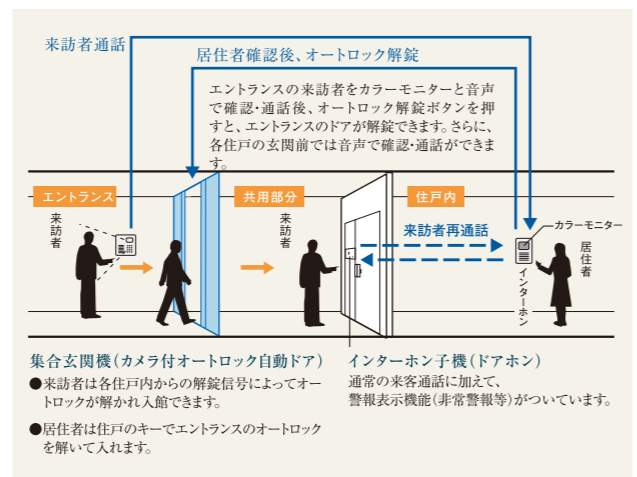 来訪者通話
居住者確認後、オートロック解錠
エントランスの来訪者をカラーモニターと音声
で確認・通話後、オートロック解錠ボタンを押
すと、エントランスのドアが解錠できます。さらに、
各住戸の玄関前では音声で確認・通話ができま
す。
エントランス
共用部分
住戸内
来訪者
来訪者
来訪者再通話
カラーモニター
居住者
インターホン
集合玄関機(カメラ付オートロック自動ドア)
●来訪者は各住戸内からの解錠信号によってオー
トロックが解かれ入館できます。
●居住者は住戸のキーでエントランスのオートロック
を解いて入れます。
インターホン子機(ドアホン)
通常の来客通話に加えて、
警報表示機能(非常警報等)がついています。